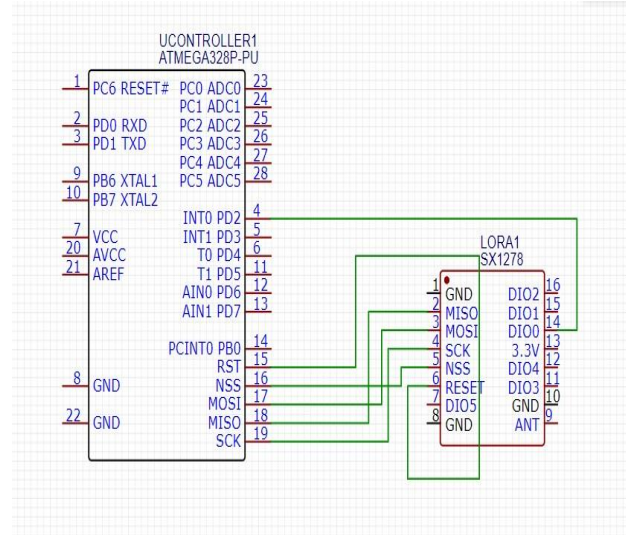 UCONTROLLER1
ATMEGA328P-PU
1 PC6 RESET# PC0 ADC0 23
PC1 ADC1 24
2 PD0 RXD PC2 ADC2 25
3 PD1 TXD PC3 ADC3 26
PC4 ADC4 27
9 PB6 XTAL1 PC5 ADC5 28
10 PB7 XTAL2
INT0 PD2 4
7 VCC INT1 PD3 5
20 AVCC T0 PD4 6
21 AREF T1 PD5 11
AIN0 PD6 12
AIN1 PD7 13
PCINT0 PB0 14
RST 15
8 GND NSS 16
MOSI 17
22 GND MISO 18
SCK 19
LORA1
SX1278
1 GND DIO2 16
2 MISO DIO1 15
3 MOSI DIO0 14
4 SCK 3.3V 13
5 NSS DIO4 12
6 RESET DIO3 11
7 DIO5 GND 10
8 GND ANT 9